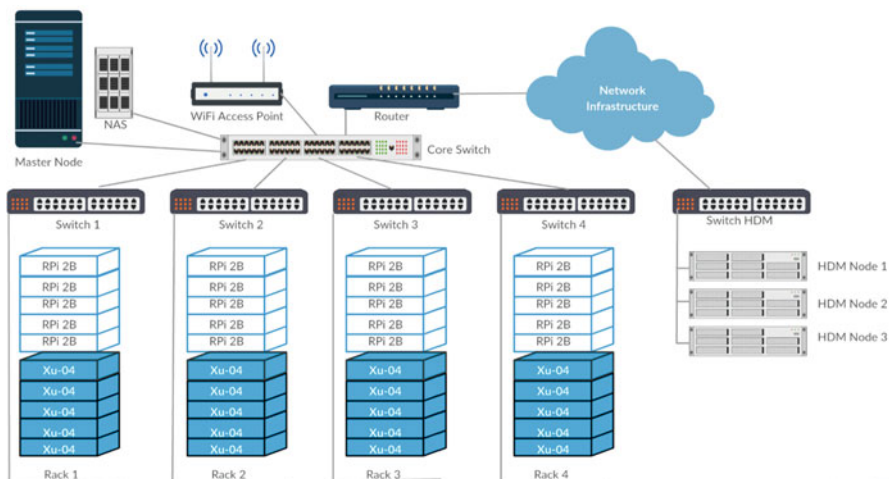 Network
Infrastructure
NAS
WiFi Access Point
Router
Master Node
Core Switch
Switch 1
Switch 2
Switch 3
Switch 4
Switch HDM
RPi 2B
RPi 2B
RPi 2B
RPi 2B
RPi 2B
Xu-04
Xu-04
Xu-04
Xu-04
Xu-04
Rack 1
RPi 2B
RPi 2B
RPi 2B
RPi 2B
RPi 2B
Xu-04
Xu-04
Xu-04
Xu-04
Xu-04
Rack 2
RPi 2B
RPi 2B
RPi 2B
RPi 2B
RPi 2B
Xu-04
Xu-04
Xu-04
Xu-04
Xu-04
Rack 3
RPi 2B
RPi 2B
RPi 2B
RPi 2B
RPi 2B
Xu-04
Xu-04
Xu-04
Xu-04
Xu-04
Rack 4
HDM Node 1
HDM Node 2
HDM Node 3